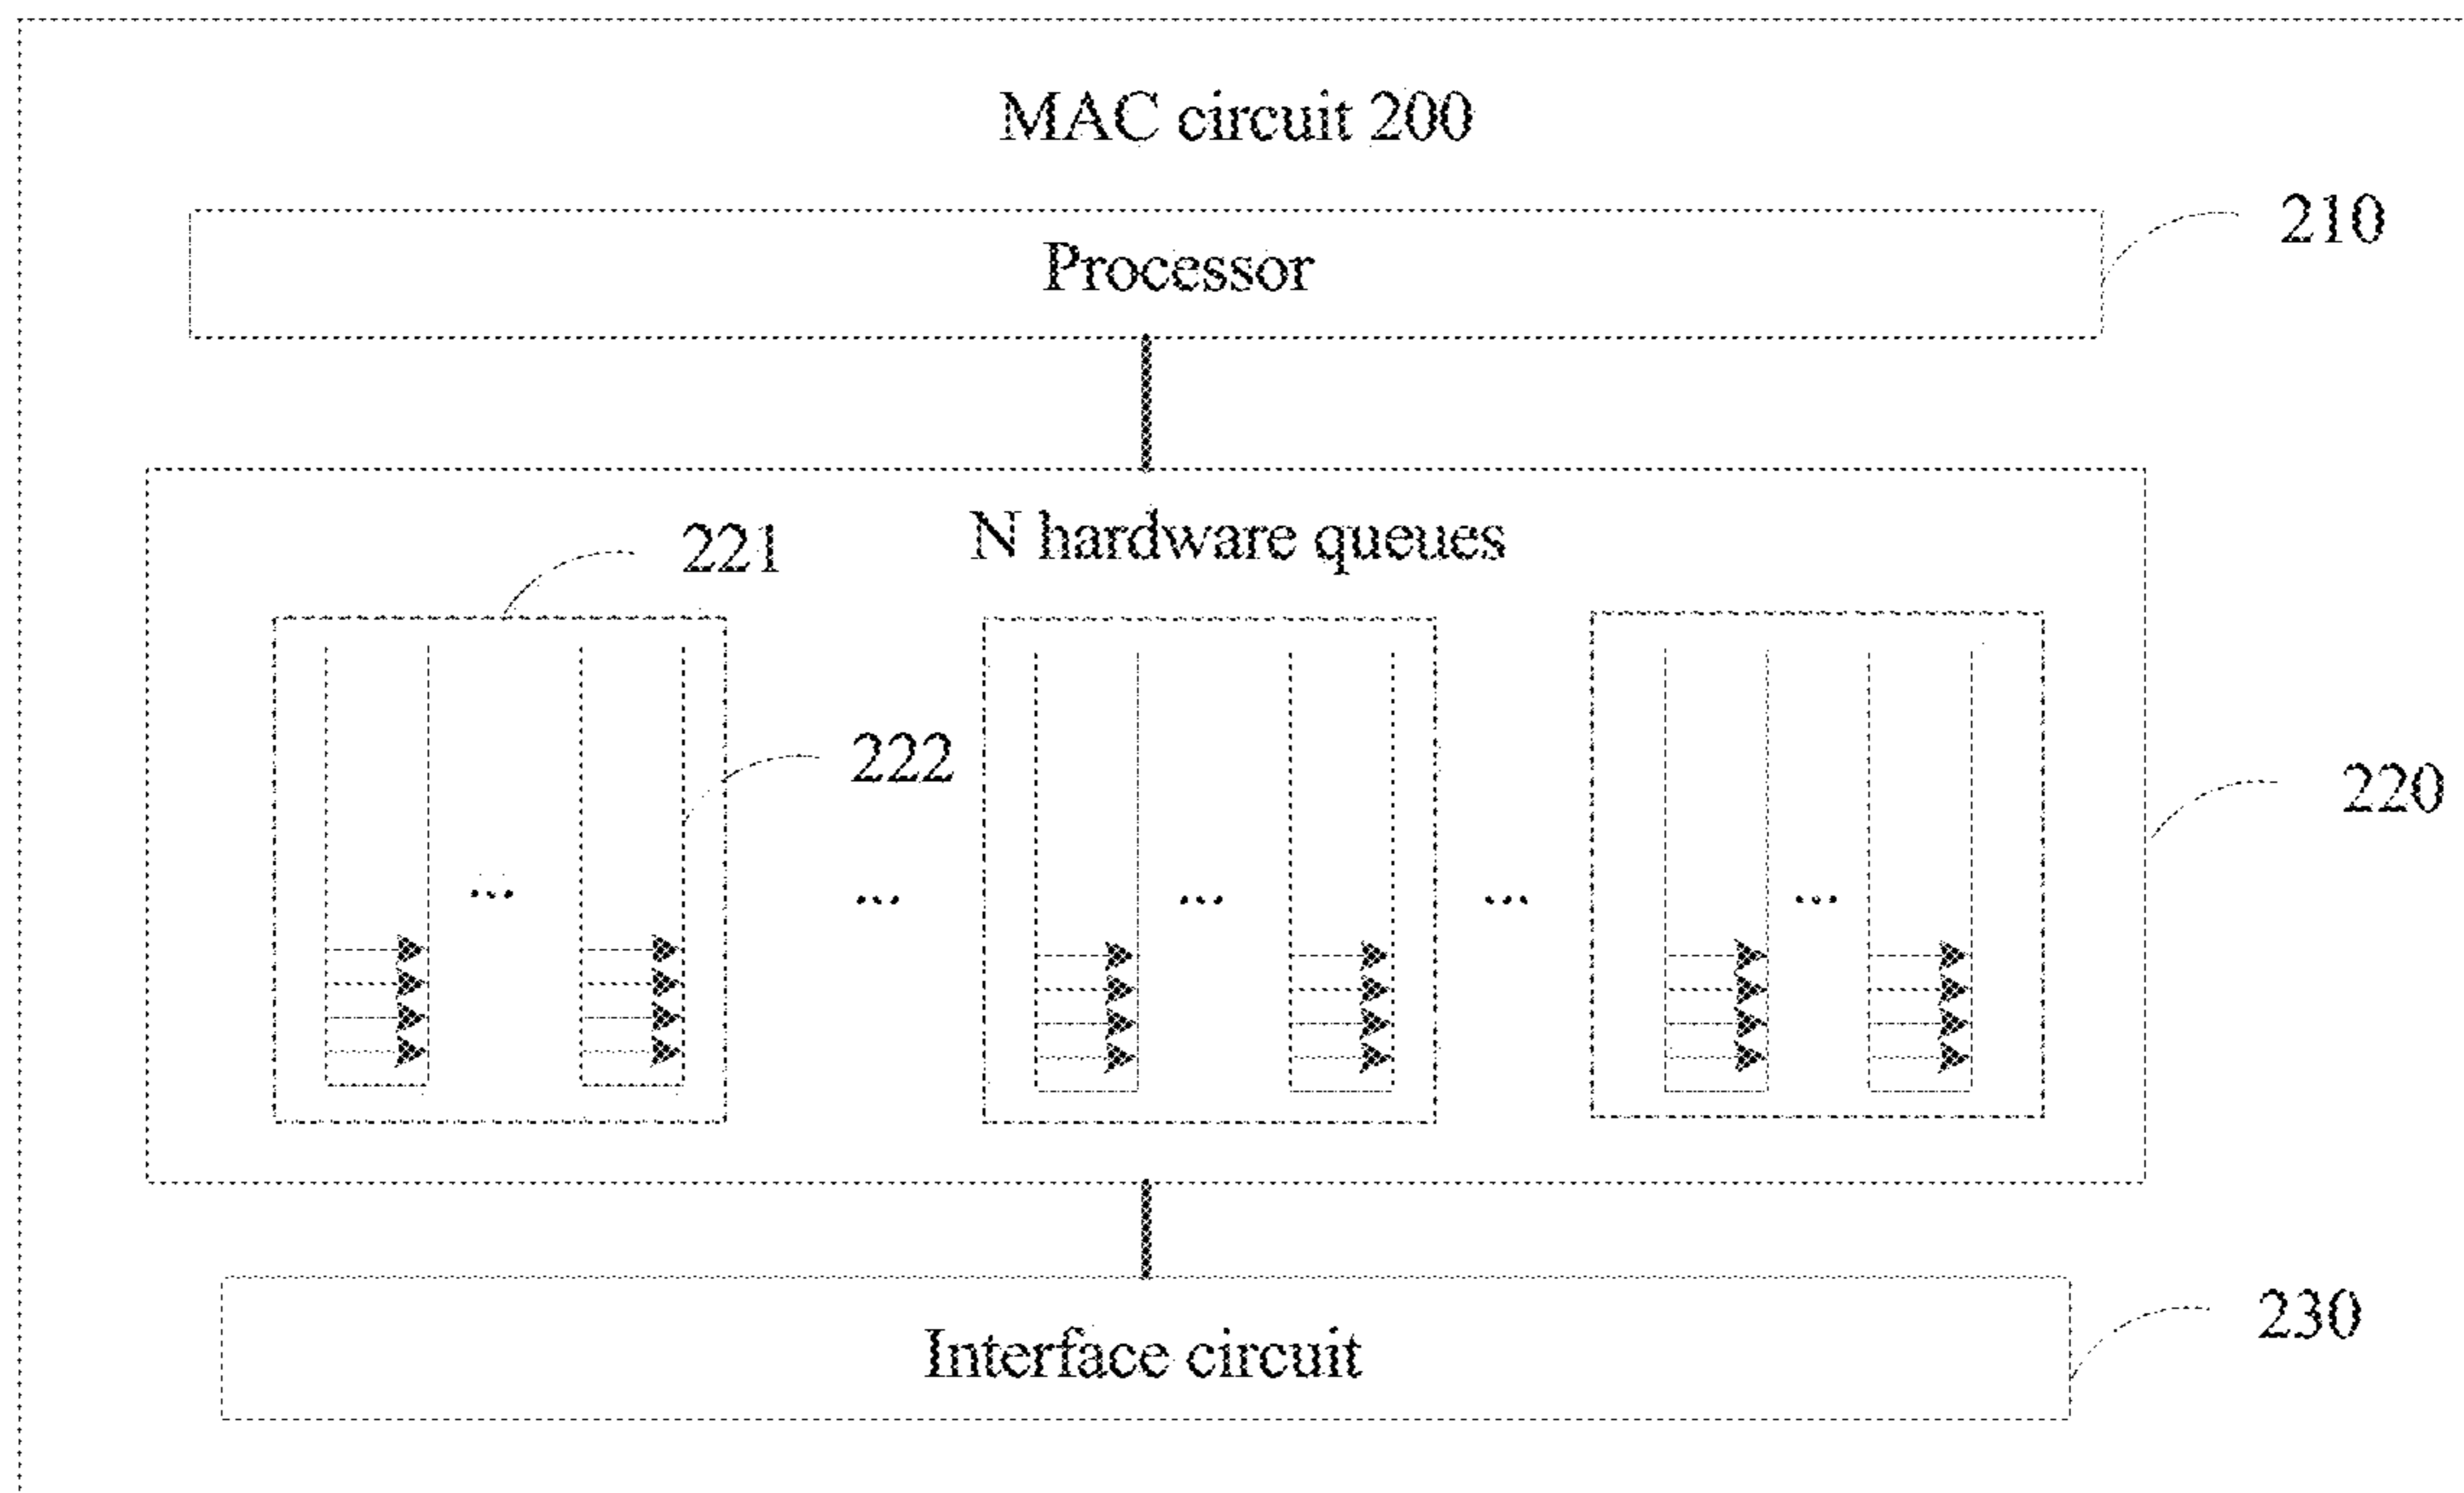 MAC circuit 200
210
Processor
N hardware queues
221
222
220
...
...
...
...
...
230
Interface circuit